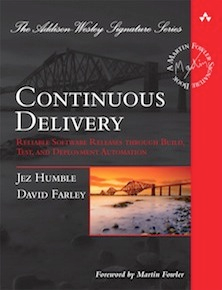 The Addison Wesley Signature Series
A MARTIN FOWLER SIGNATURE BOOK
CONTINUOUS
DELIVERY
RELIABLE SOFTWARE RELEASES THROUGH BUILD,
TEST, AND DEPLOYMENT AUTOMATION
JEZ HUMBLE
DAVID FARLEY
Foreword by Martin Fowler